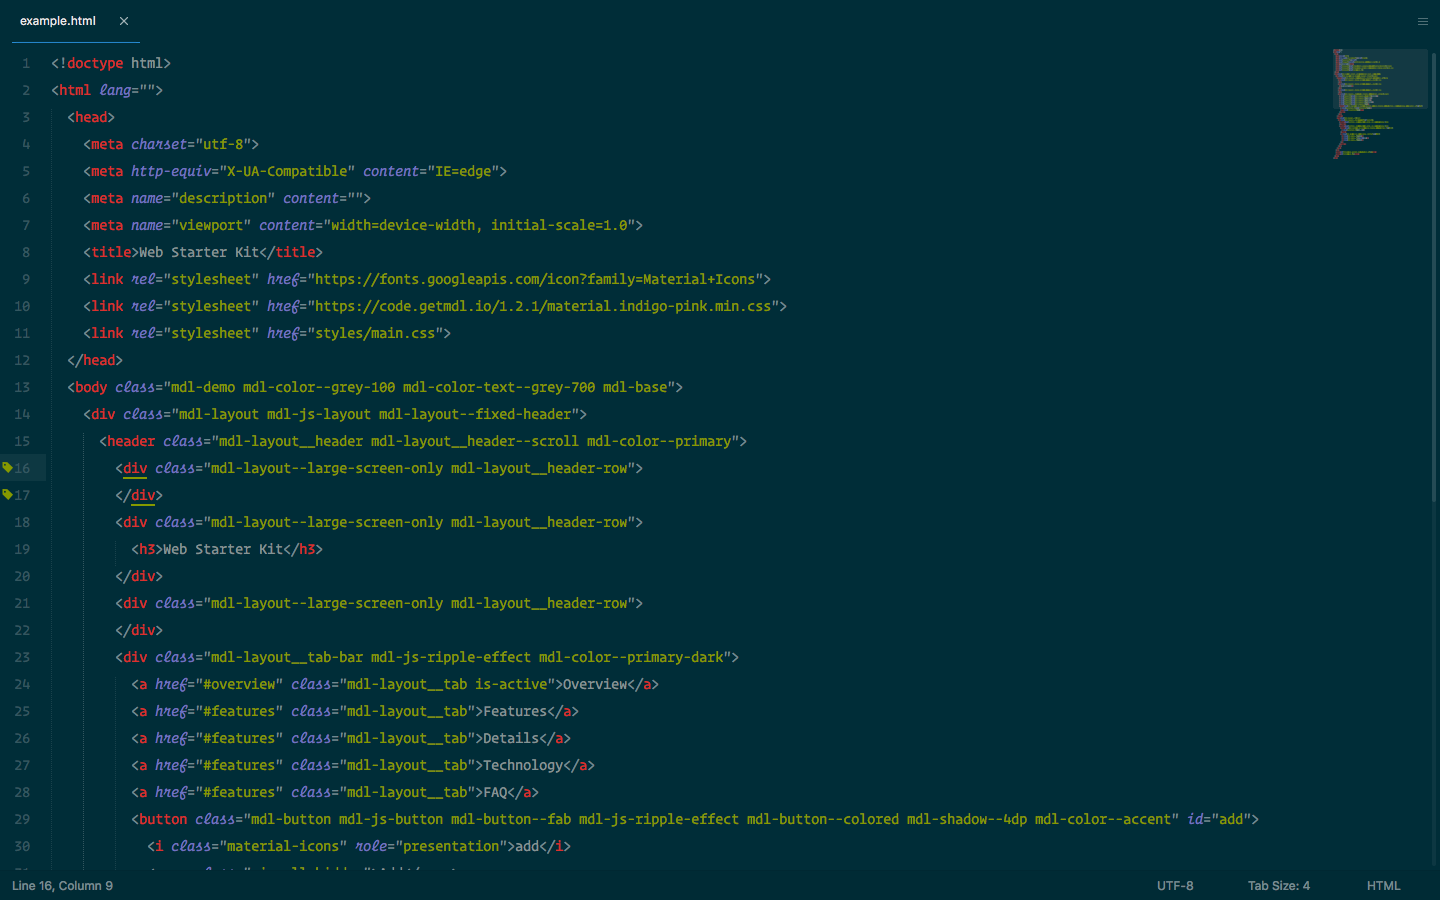 example.html ×
1 <!doctype html>
2 <html lang="">
3 <head>
4 <meta charset="utf-8">
5 <meta http-equiv="X-UA-Compatible" content="IE=edge">
6 <meta name="description" content="">
7 <meta name="viewport" content="width=device-width, initial-scale=1.0">
8 <title>Web Starter Kit</title>
9 <link rel="stylesheet" href="https://fonts.googleapis.com/icon?family=Material+Icons">
10 <link rel="stylesheet" href="https://code.getmdl.io/1.2.1/material.indigo-pink.min.css">
11 <link rel="stylesheet" href="styles/main.css">
12 </head>
13 <body class="mdl-demo mdl-color--grey-100 mdl-color-text--grey-700 mdl-base">
14 <div class="mdl-layout mdl-js-layout mdl-layout--fixed-header">
15 <header class="mdl-layout__header mdl-layout__header--scroll mdl-color--primary">
16 <div class="mdl-layout--large-screen-only mdl-layout__header-row">
17 </div>
18 <div class="mdl-layout--large-screen-only mdl-layout__header-row">
19 <h3>Web Starter Kit</h3>
20 </div>
21 <div class="mdl-layout--large-screen-only mdl-layout__header-row">
22 </div>
23 <div class="mdl-layout__tab-bar mdl-js-ripple-effect mdl-color--primary-dark">
24 <a href="#overview" class="mdl-layout__tab is-active">Overview</a>
25 <a href="#features" class="mdl-layout__tab">Features</a>
26 <a href="#features" class="mdl-layout__tab">Details</a>
27 <a href="#features" class="mdl-layout__tab">Technology</a>
28 <a href="#features" class="mdl-layout__tab">FAQ</a>
29 <button class="mdl-button mdl-js-button mdl-button--fab mdl-js-ripple-effect mdl-button--colored mdl-shadow--4dp mdl-color--accent" id="add">
30 <i class="material-icons" role="presentation">add</i>
Line 16, Column 9 UTF-8 Tab Size: 4 HTML